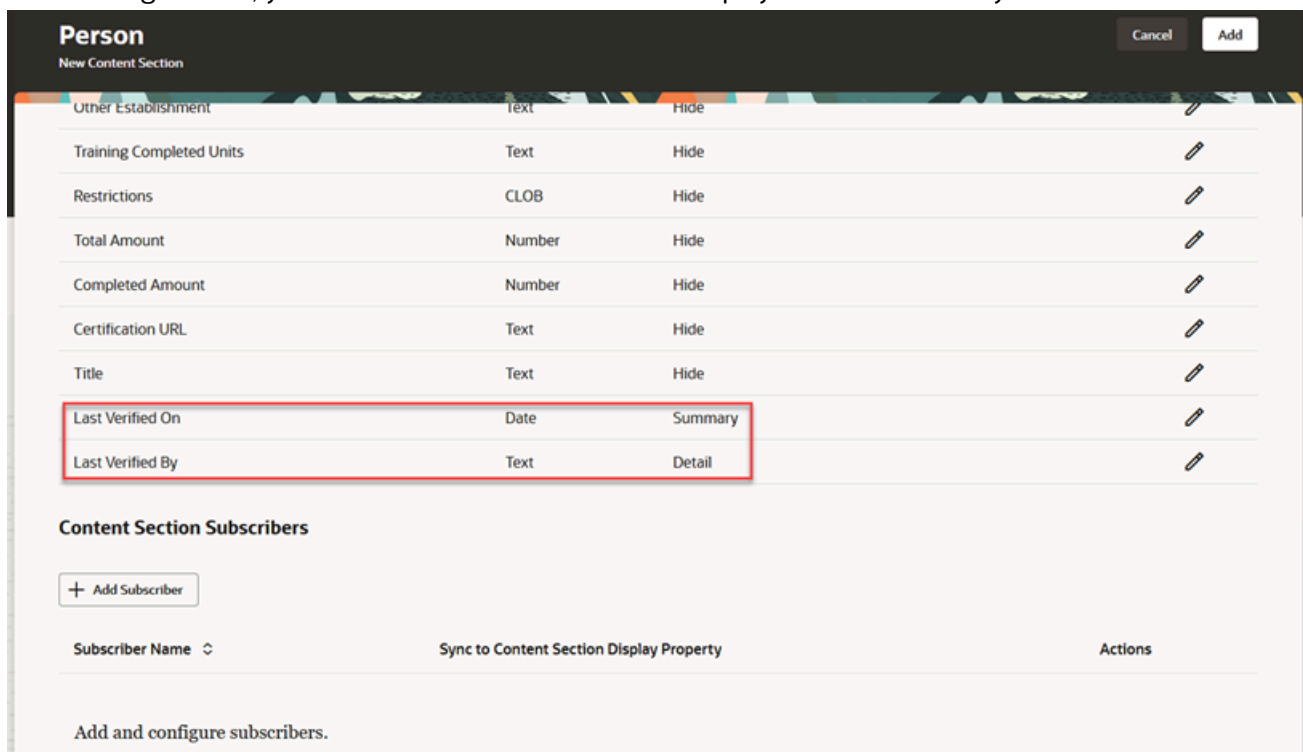 Person
Cancel
Add
New Content Section
Other Establishment Text Hide
Training Completed Units Text Hide
Restrictions CLOB Hide
Total Amount Number Hide
Completed Amount Number Hide
Certification URL Text Hide
Title Text Hide
Last Verified On Date Summary
Last Verified By Text Detail
Content Section Subscribers
+ Add Subscriber
Subscriber Name Sync to Content Section Display Property Actions
Add and configure subscribers.